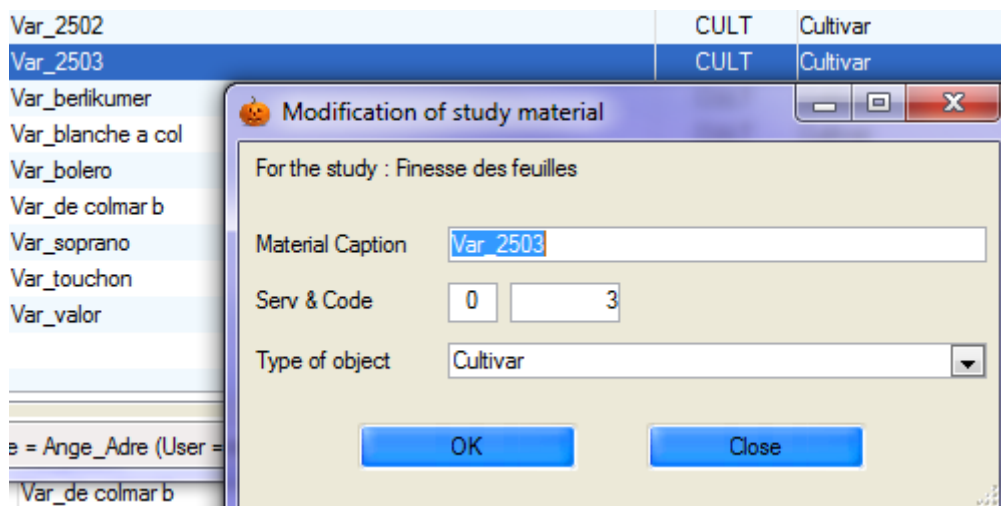 Var_2502 CULT Cultivar
Var_2503 CULT Cultivar
Var_berlikumer
Var_blanche a col
Var_bolero
Var_de colmar b
Var_soprano
Var_touchon
Var_valor
Modification of study material
For the study : Finesse des feuilles
Material Caption Var_2503
Serv & Code 0 3
Type of object Cultivar
OK Close
e = Ange_Adre (User =
Var_de colmar b